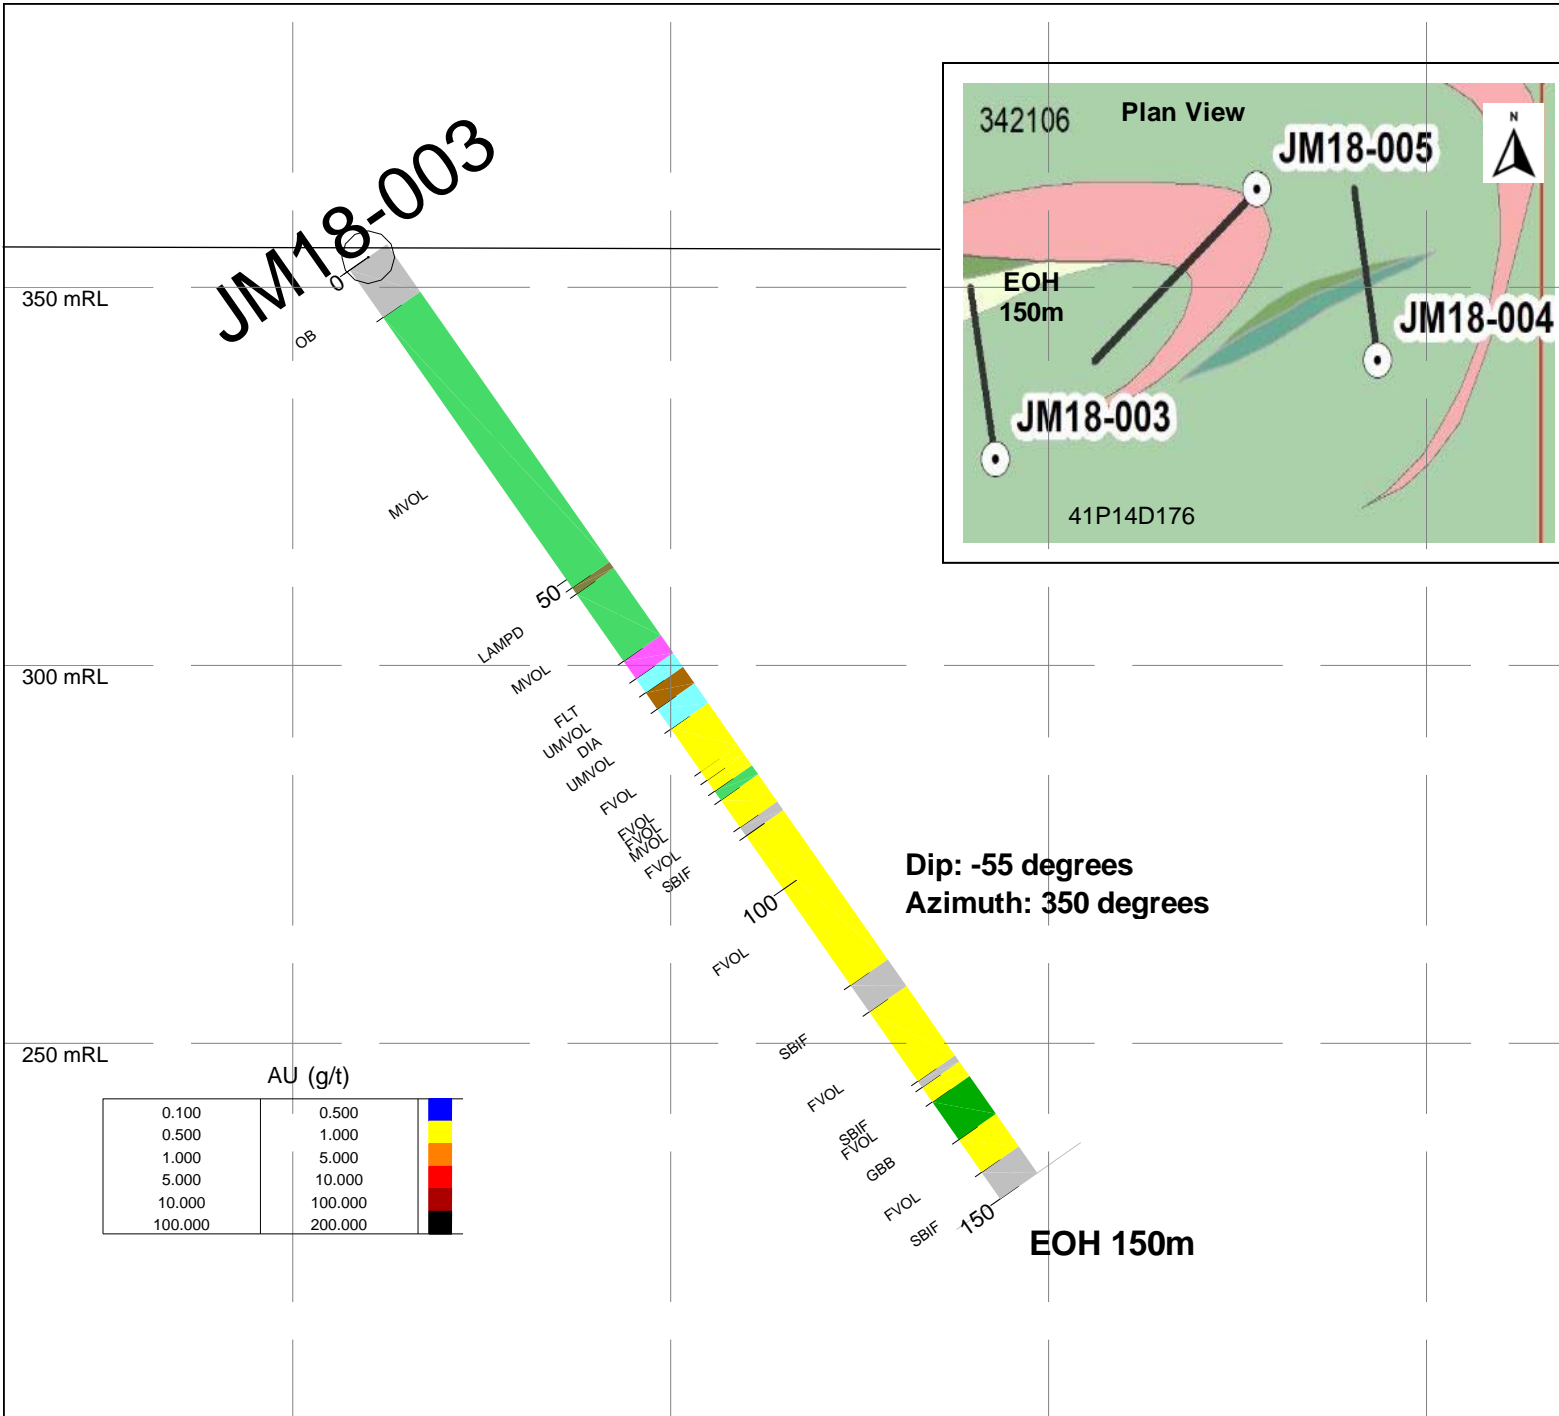 342106
Plan View
N
JM18-005
EOH
150m
JM18-004
JM18-003
41P14D176
JM18-003
0
350 mRL
OB
MVOL
50
LAMPD
300 mRL
MVOL
FLT
UMVOL
DIA
UMVOL
FVOL
FVOL
FVOL
MVOL
FVOL
SBIF
Dip: -55 degrees
Azimuth: 350 degrees
100
FVOL
250 mRL
SBIF
FVOL
SBIF
FVOL
GBB
FVOL
SBIF
150
EOH 150m
AU (g/t)
0.100 0.500
0.500 1.000
1.000 5.000
5.000 10.000
10.000 100.000
100.000 200.000